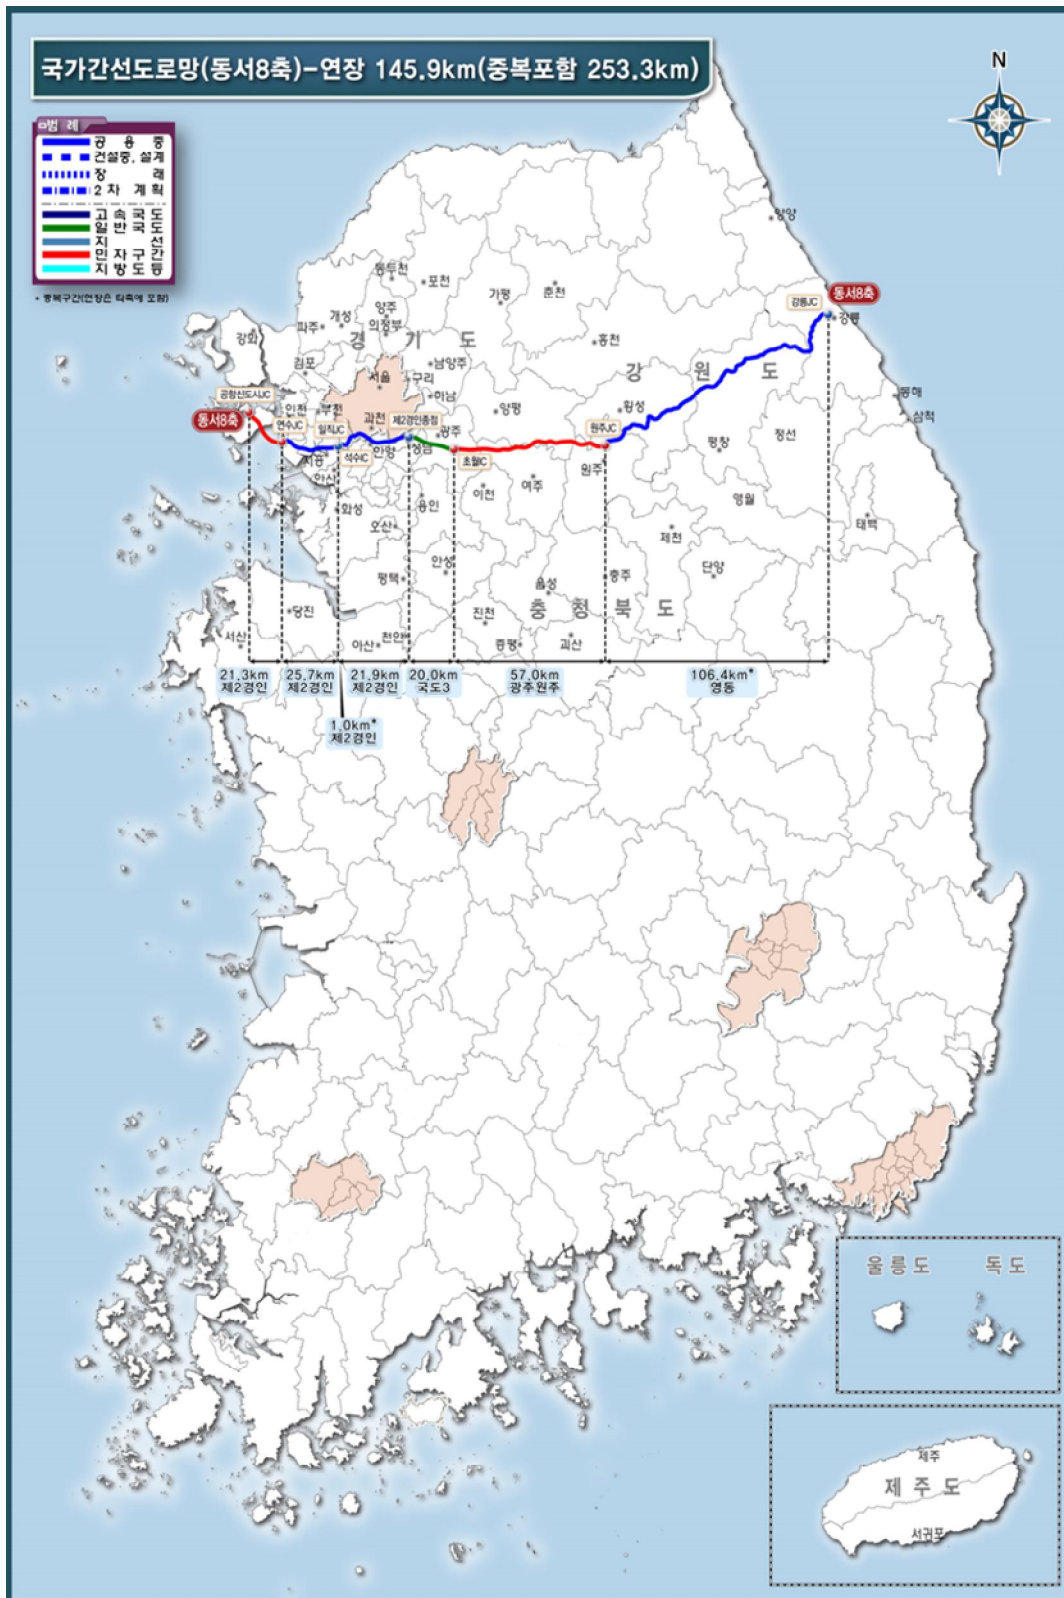 국가간선도로망(동서8축)-연장 145.9km(중복포함 253.3km)
N
범 례
공 용 중
건설중, 설계
장 래
2 차 계 획
고 속 국 도
일 반 국 도
지 선
민 자 구 간
지 방 도 등
* 중복구간(연장은 타축에 포함)
양양
동두천
포천
가평
춘천
강릉JC
동서8축
강릉
강화
파주
개성
양주
의정부
경 기 도
홍천
김포
남양주
서울
구리
강 원 도
공항신도시JC
하남
동해
인천
부천
양평
횡성
삼척
동서8축
연수JC
일직JC
과천
제2경인종점
광주
원주JC
평창
정선
시흥
석수IC
안양
성남
초월IC
원주
안산
이천
여주
영월
화성
용인
오산
제천
태백
안성
평택
단양
충주
음성
당진
진천
충 청 북 도
서산
아산
천안
증평
괴산
21.3km
제2경인
25.7km
제2경인
21.9km
제2경인
20.0km
국도3
57.0km
광주원주
106.4km*
영동
1.0km*
제2경인
울 릉 도
독 도
제주
제 주 도
서귀포